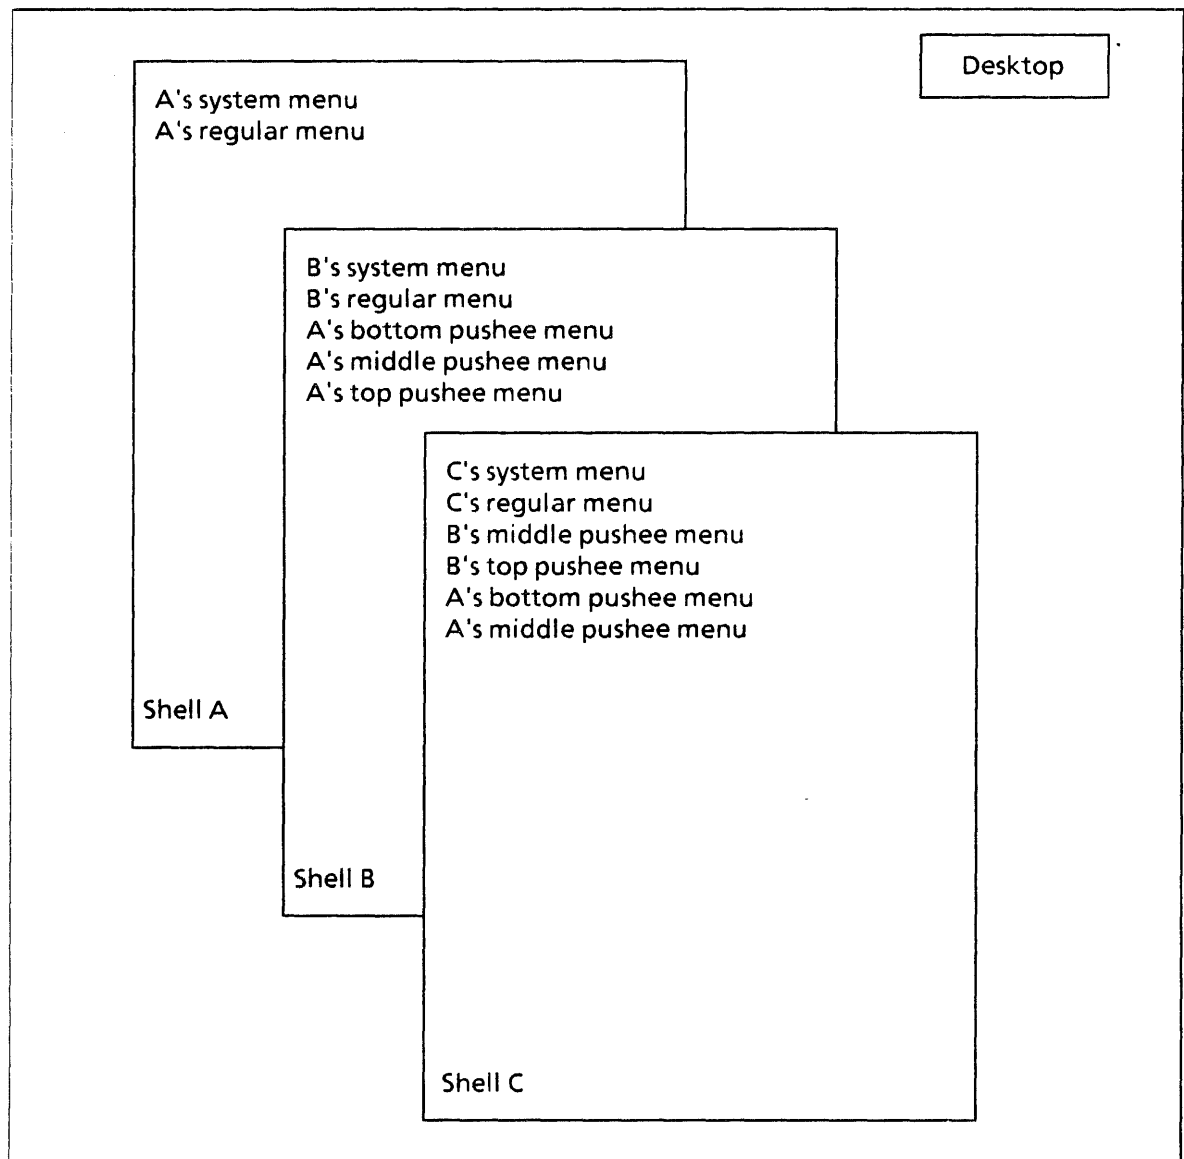 Desktop
A's system menu
A's regular menu
B's system menu
B's regular menu
A's bottom pushee menu
A's middle pushee menu
A's top pushee menu
C's system menu
C's regular menu
B's middle pushee menu
B's top pushee menu
A's bottom pushee menu
A's middle pushee menu
Shell A
Shell B
Shell C